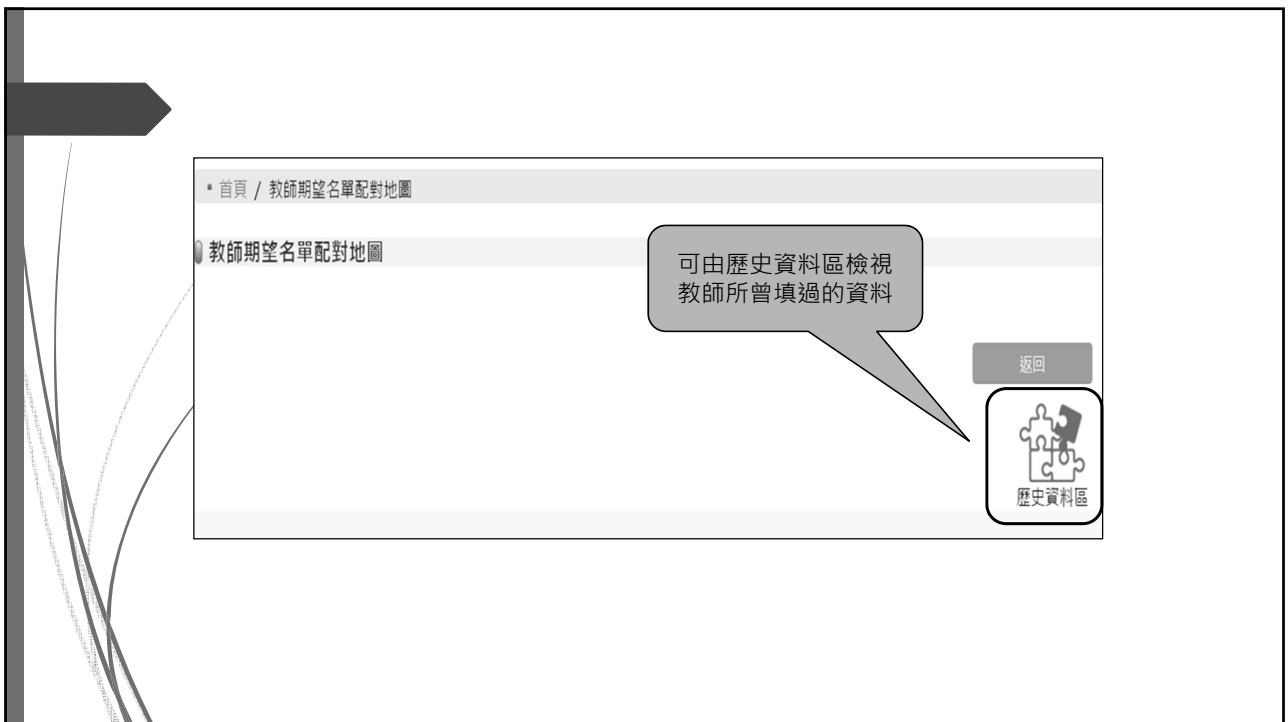 首頁 / 教師期望名單配對地圖
教師期望名單配對地圖
可由歷史資料區檢視
教師所曾填過的資料
返回
歷史資料區